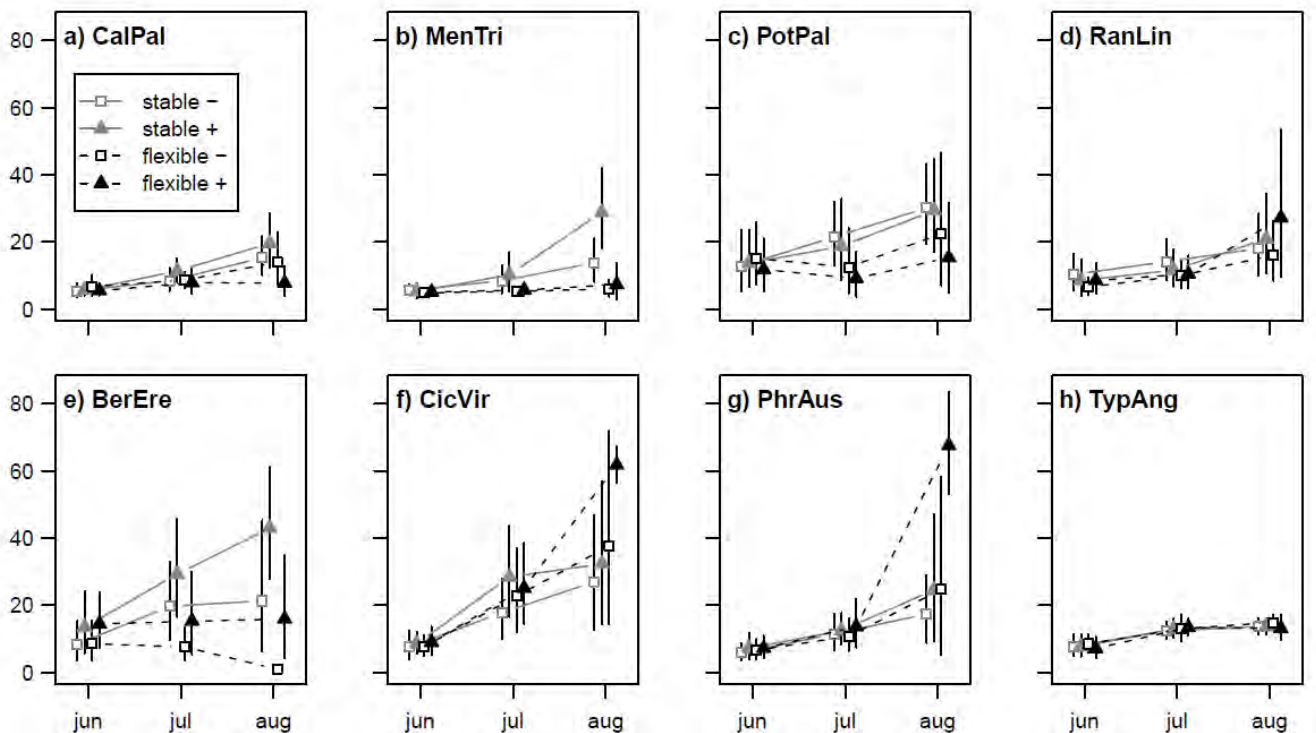 a) CalPal
b) MenTri
c) PotPal
d) RanLin
80
60
40
20
0
stable −
stable +
flexible −
flexible +
e) BerEre
f) CicVir
g) PhrAus
h) TypAng
80
60
40
20
0
jun jul aug
jun jul aug
jun jul aug
jun jul aug